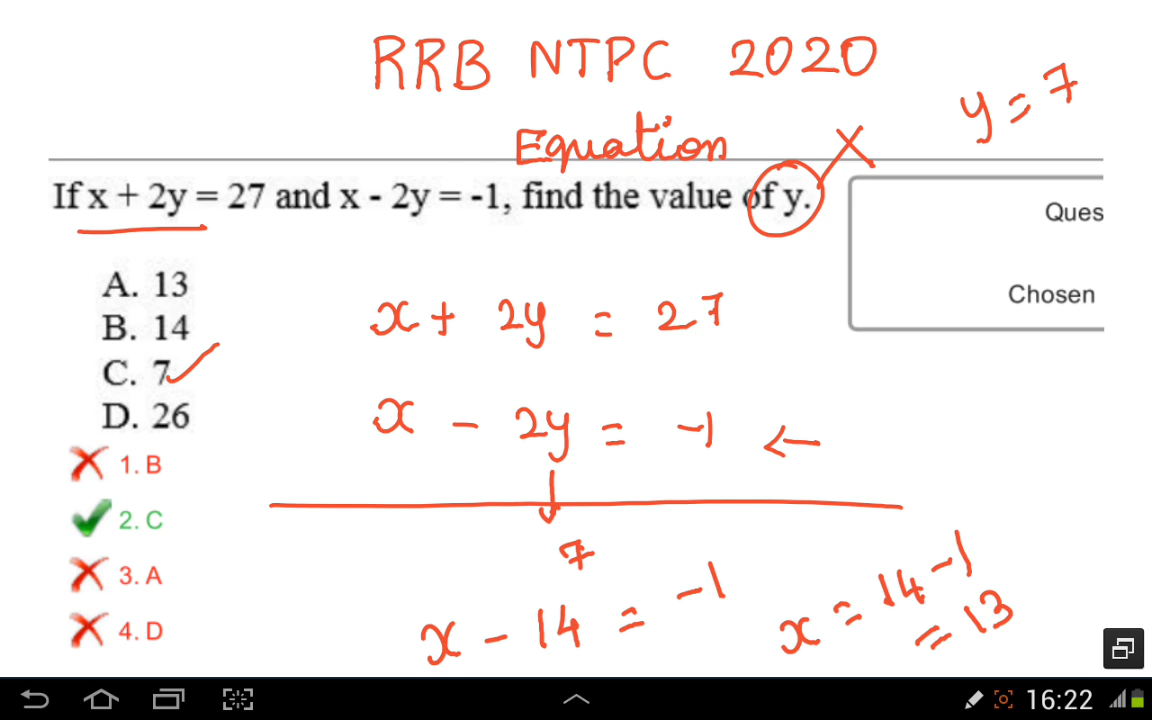 RRB NTPC 2020
Equation
y = 7
If x + 2y = 27 and x - 2y = -1, find the value of y.
Ques
Chosen
A. 13
B. 14
C. 7
D. 26
1. B
2. C
3. A
4. D
x + 2y = 27
x - 2y = -1 ←
7
x - 14 = -1
x = 14 - 1
= 13
16:22